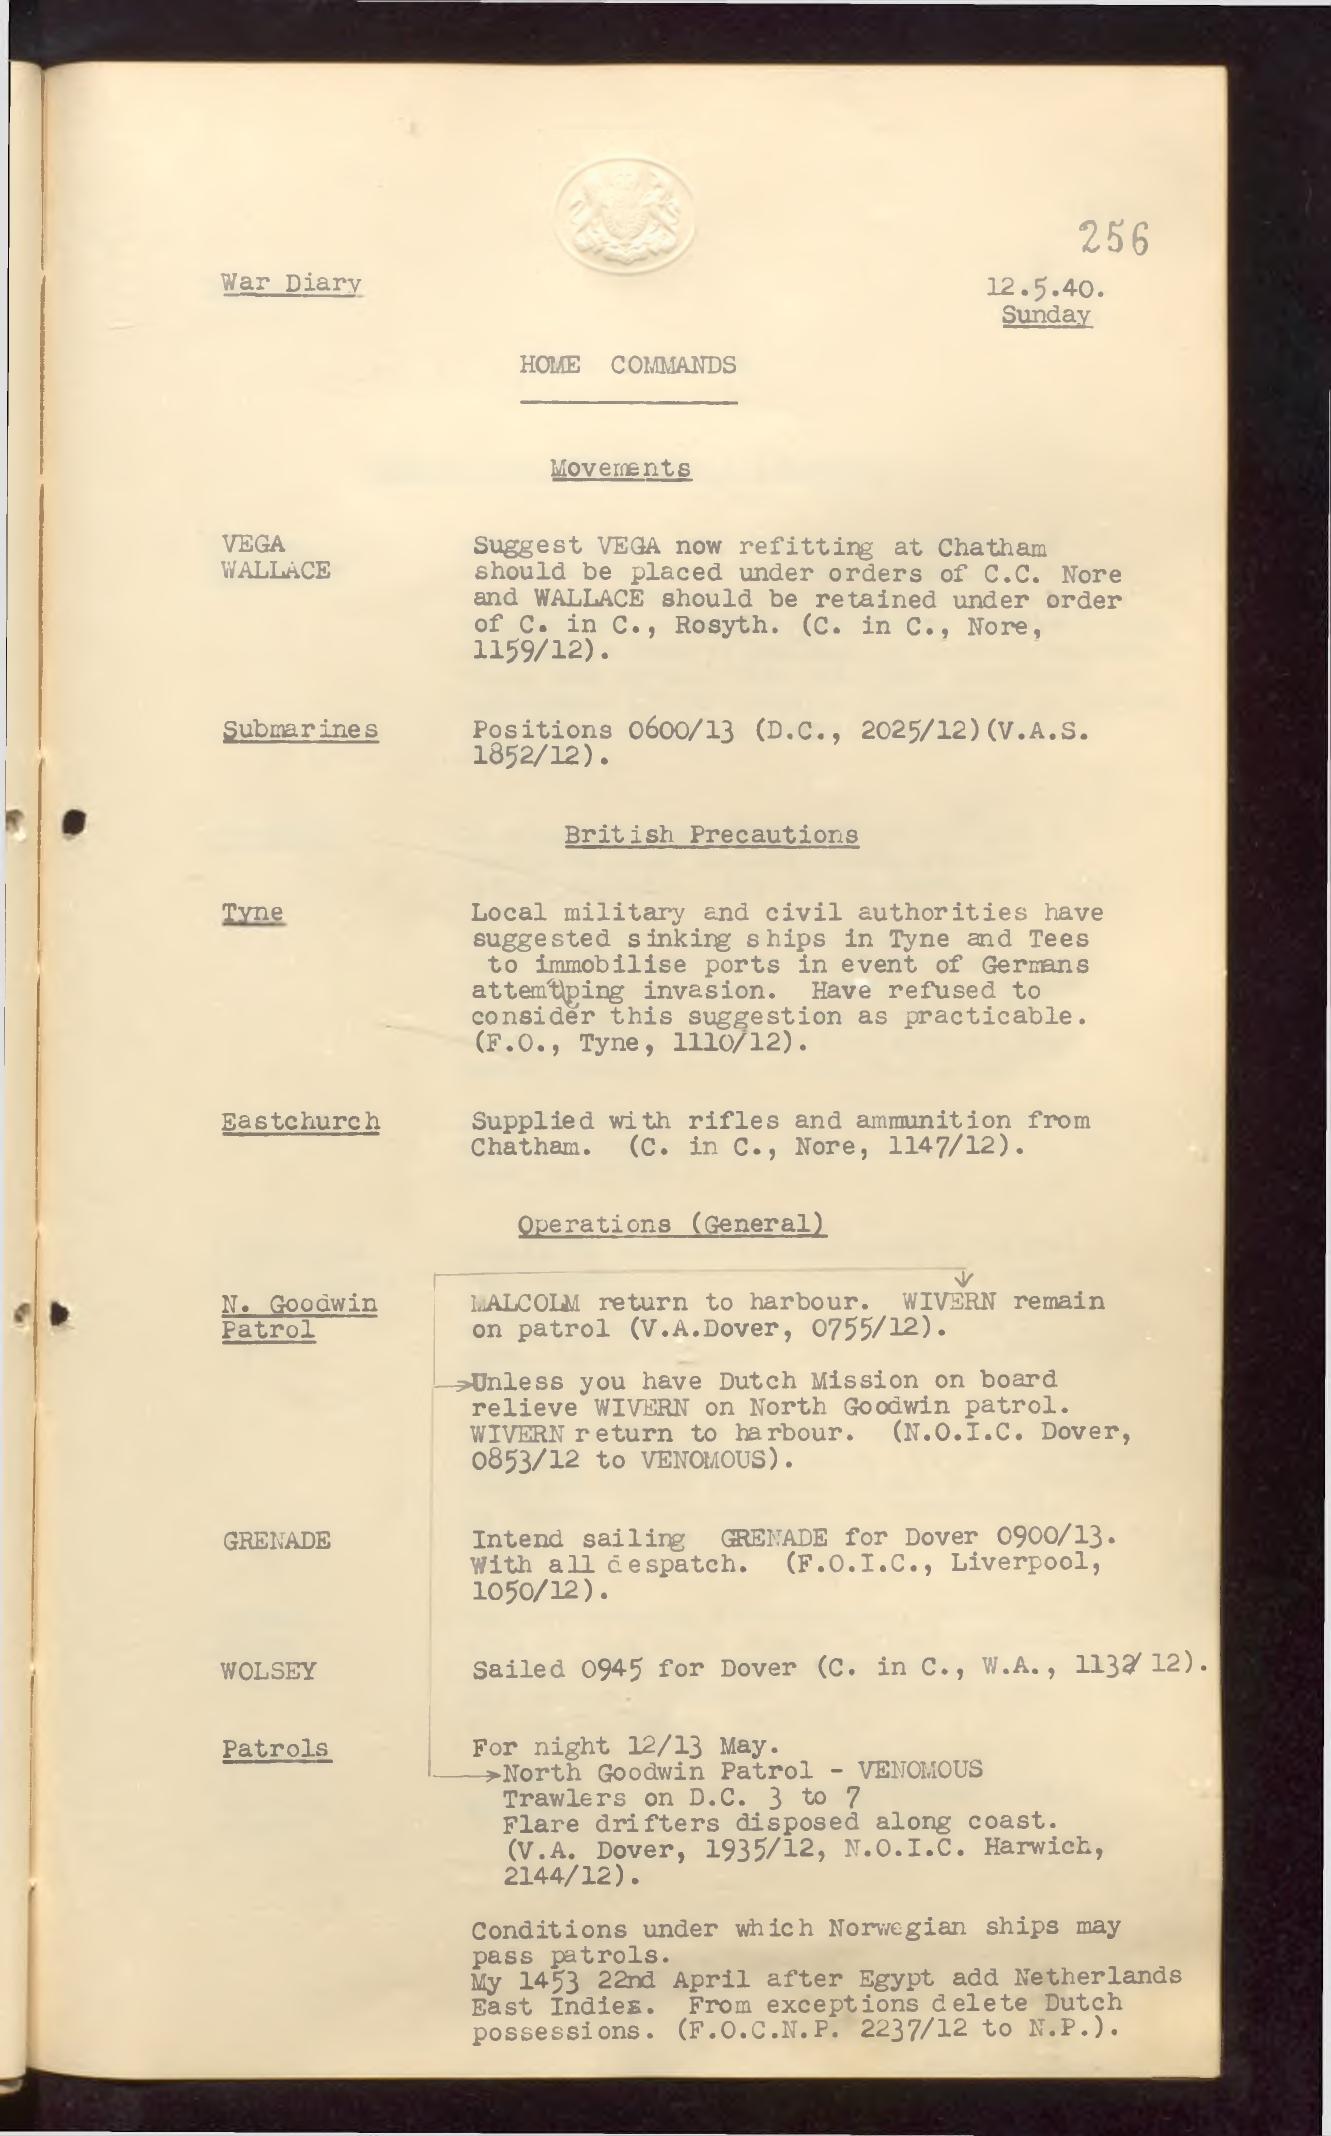 256
War Diary
12.5.40.
Sunday
HOME COMMANDS
Movements
VEGA
WALLACE
Suggest VEGA now refitting at Chatham
should be placed under orders of C.C. Nore
and WALLACE should be retained under order
of C. in C., Rosyth. (C. in C., Nore,
1159/12).
Submarines
Positions 0600/13 (D.C., 2025/12)(V.A.S.
1852/12).
British Precautions
Tyne
Local military and civil authorities have
suggested sinking ships in Tyne and Tees
to immobilise ports in event of Germans
attemtping invasion. Have refused to
consider this suggestion as practicable.
(F.O., Tyne, 1110/12).
Eastchurch
Supplied with rifles and ammunition from
Chatham. (C. in C., Nore, 1147/12).
Operations (General)
N. Goodwin
Patrol
MALCOLM return to harbour. WIVERN remain
on patrol (V.A.Dover, 0755/12).
Unless you have Dutch Mission on board
relieve WIVERN on North Goodwin patrol.
WIVERN return to harbour. (N.O.I.C. Dover,
0853/12 to VENOMOUS).
GRENADE
Intend sailing GRENADE for Dover 0900/13.
With all despatch. (F.O.I.C., Liverpool,
1050/12).
WOLSEY
Sailed 0945 for Dover (C. in C., W.A., 1132/12).
Patrols
For night 12/13 May.
North Goodwin Patrol - VENOMOUS
Trawlers on D.C. 3 to 7
Flare drifters disposed along coast.
(V.A. Dover, 1935/12, N.O.I.C. Harwich,
2144/12).
Conditions under which Norwegian ships may
pass patrols.
My 1453 22nd April after Egypt add Netherlands
East Indies. From exceptions delete Dutch
possessions. (F.O.C.N.P. 2237/12 to N.P.).